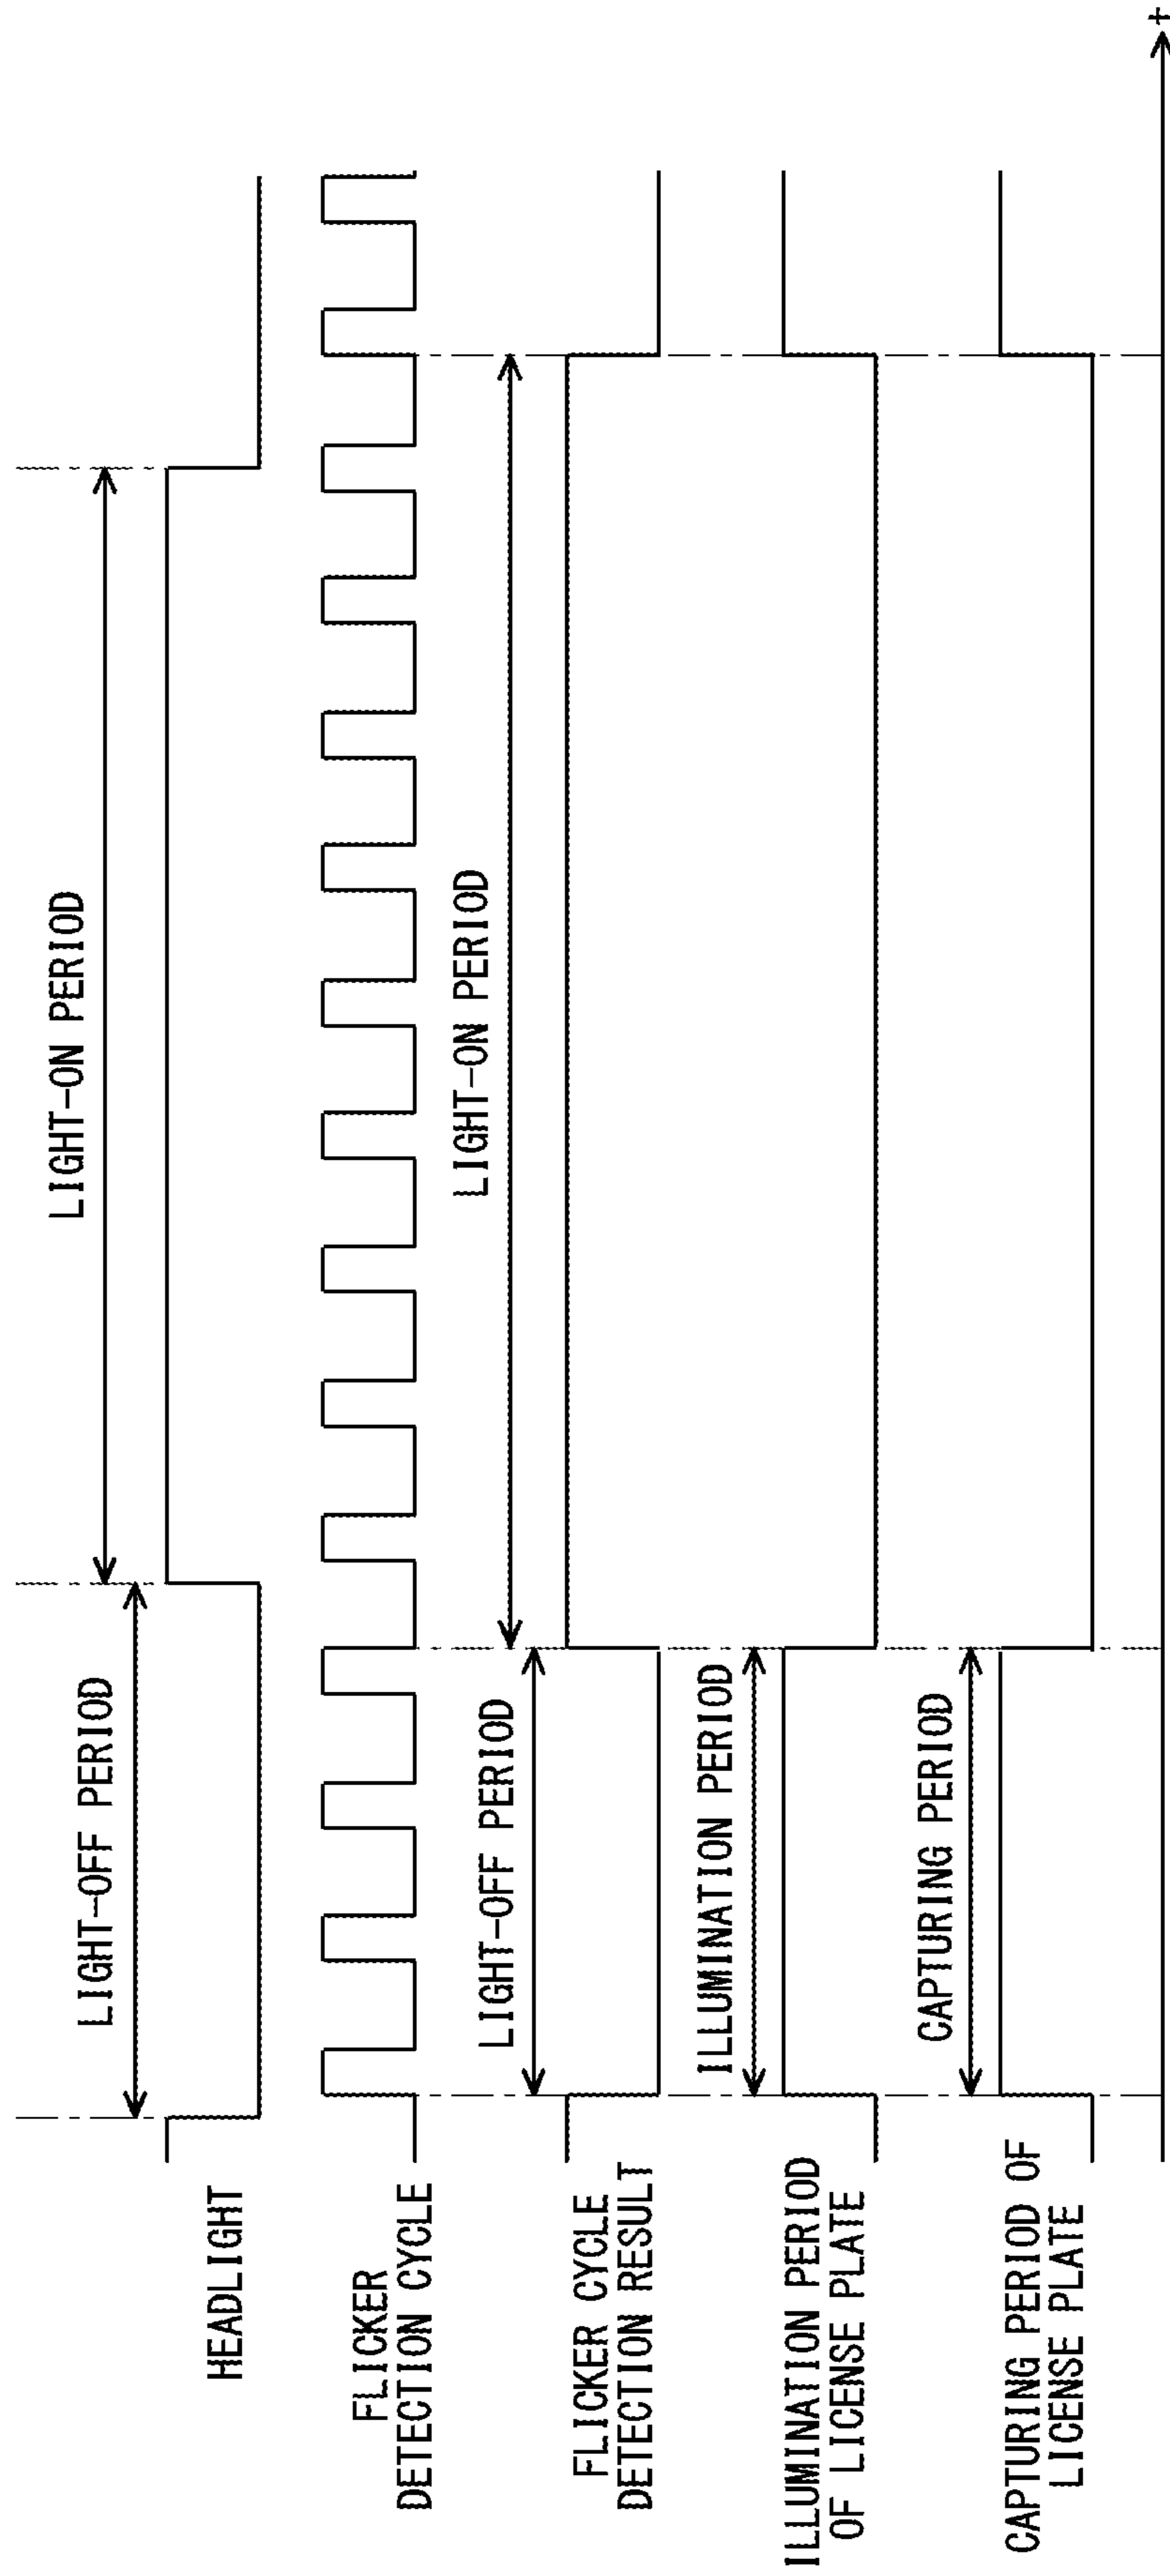 LIGHT-OFF PERIOD
LIGHT-ON PERIOD
HEADLIGHT
FLICKER
DETECTION CYCLE
LIGHT-OFF PERIOD
LIGHT-ON PERIOD
FLICKER CYCLE
DETECTION RESULT
ILLUMINATION PERIOD
ILLUMINATION PERIOD
OF LICENSE PLATE
CAPTURING PERIOD
CAPTURING PERIOD OF
LICENSE PLATE
t